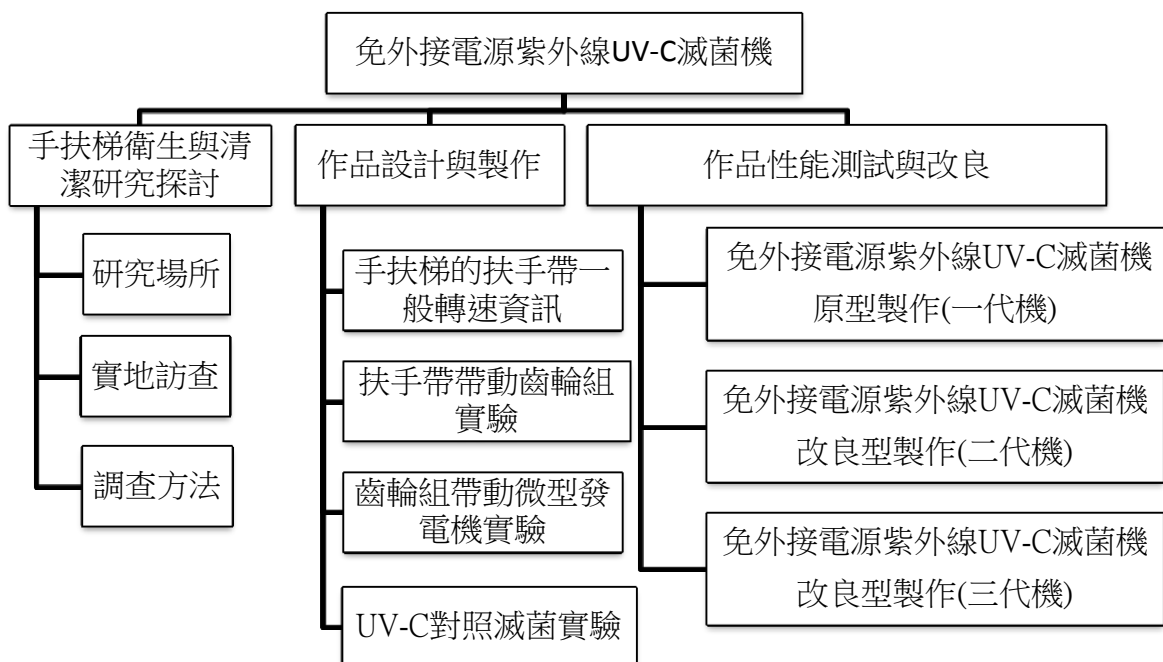 免外接電源紫外線UV-C滅菌機
手扶梯衛生與清
潔研究探討
研究場所
實地訪查
調查方法
作品設計與製作
手扶梯的扶手帶一
般轉速資訊
扶手帶帶動齒輪組
實驗
齒輪組帶動微型發
電機實驗
UV-C對照滅菌實驗
作品性能測試與改良
免外接電源紫外線UV-C滅菌機
原型製作(一代機)
免外接電源紫外線UV-C滅菌機
改良型製作(二代機)
免外接電源紫外線UV-C滅菌機
改良型製作(三代機)